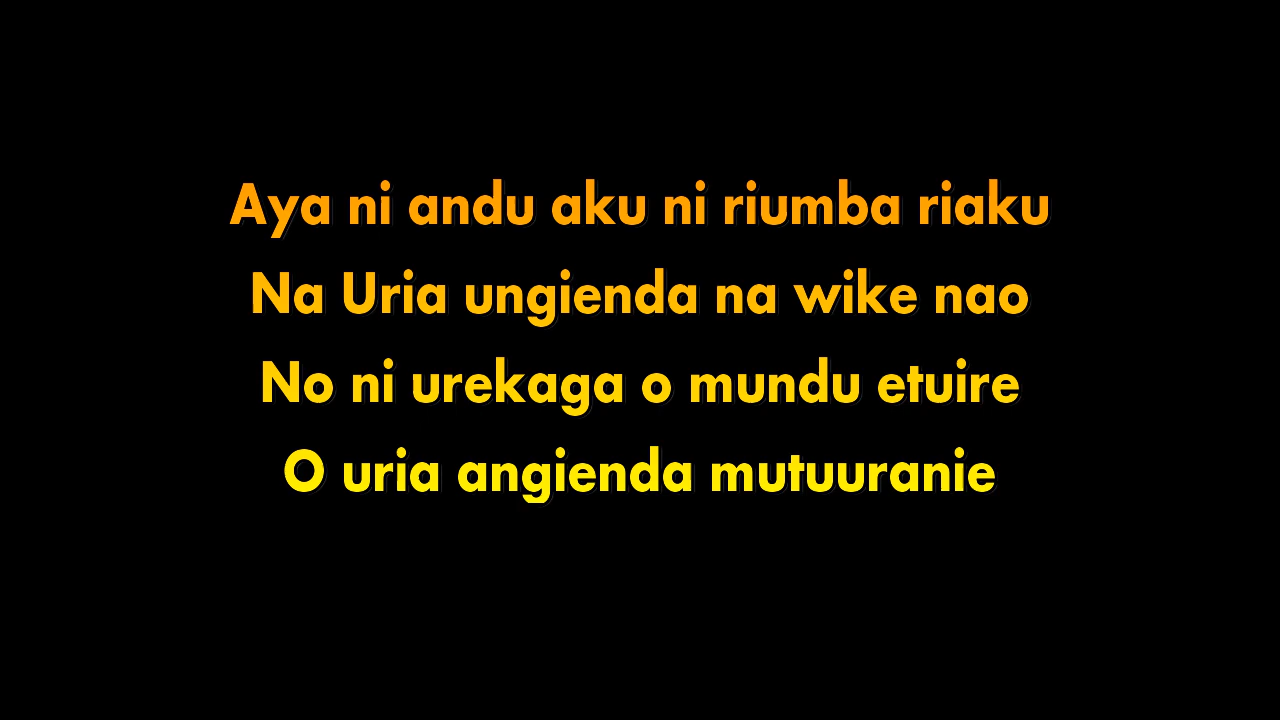 Aya ni andu aku ni riumba riaku
Na Uria ungienda na wike nao
No ni urekaga o mundu etuire
O uria angienda mutuuranie